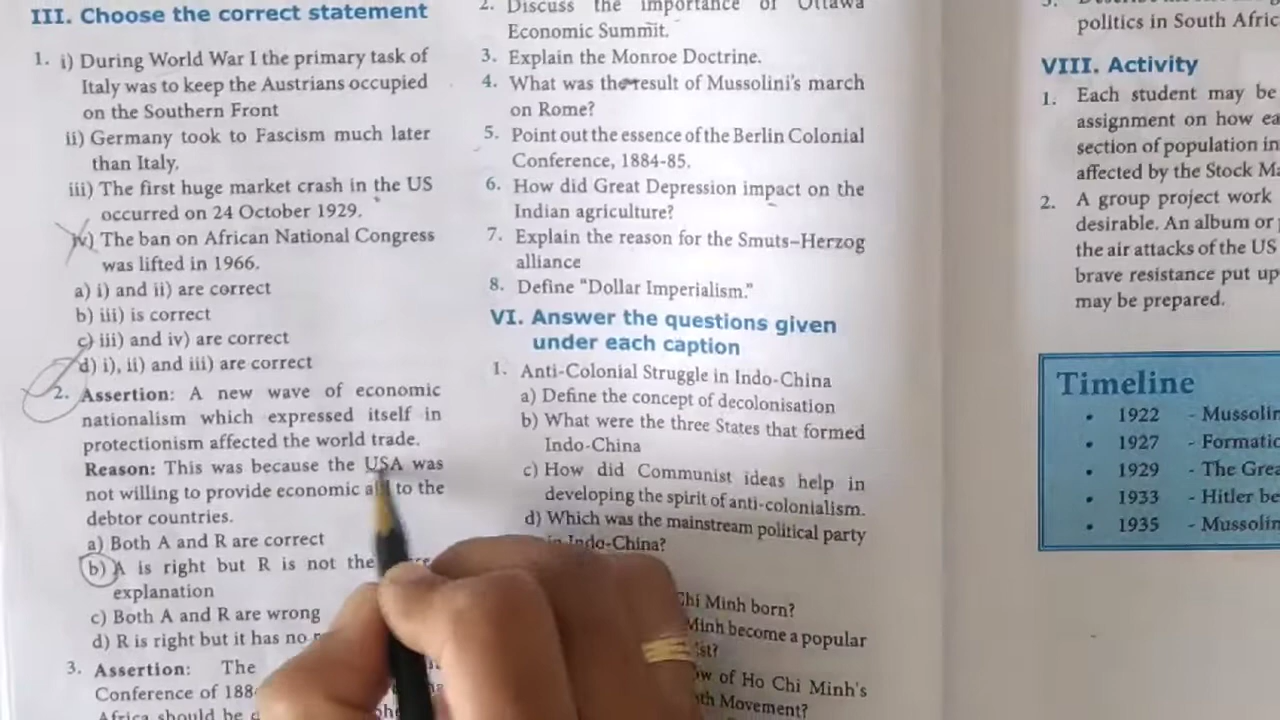 III. Choose the correct statement
1. i) During World War I the primary task of
Italy was to keep the Austrians occupied
on the Southern Front
ii) Germany took to Fascism much later
than Italy.
iii) The first huge market crash in the US
occurred on 24 October 1929.
iv) The ban on African National Congress
was lifted in 1966.
a) i) and ii) are correct
b) iii) is correct
c) iii) and iv) are correct
d) i), ii) and iii) are correct
2. Assertion: A new wave of economic
nationalism which expressed itself in
protectionism affected the world trade.
Reason: This was because the USA was
not willing to provide economic aid to the
debtor countries.
a) Both A and R are correct
b) A is right but R is not the
explanation
c) Both A and R are wrong
d) R is right but it has no
3. Assertion: The
Conference of 188
Africa should be
2. Discuss the importance of Ottawa
Economic Summit.
3. Explain the Monroe Doctrine.
4. What was the result of Mussolini's march
on Rome?
5. Point out the essence of the Berlin Colonial
Conference, 1884-85.
6. How did Great Depression impact on the
Indian agriculture?
7. Explain the reason for the Smuts–Herzog
alliance
8. Define "Dollar Imperialism."
VI. Answer the questions given
under each caption
1. Anti-Colonial Struggle in Indo-China
a) Define the concept of decolonisation
b) What were the three States that formed
Indo-China
c) How did Communist ideas help in
developing the spirit of anti-colonialism.
d) Which was the mainstream political party
in Indo-China?
Chi Minh born?
Minh become a popular
of Ho Chi Minh's
Movement?
politics in South Afric
VIII. Activity
1. Each student may be
assignment on how ea
section of population in
affected by the Stock Ma
2. A group project work
desirable. An album or
the air attacks of the US
brave resistance put up
may be prepared.
Timeline
• 1922 - Mussolin
• 1927 - Formatio
• 1929 - The Grea
• 1933 - Hitler be
• 1935 - Mussolin